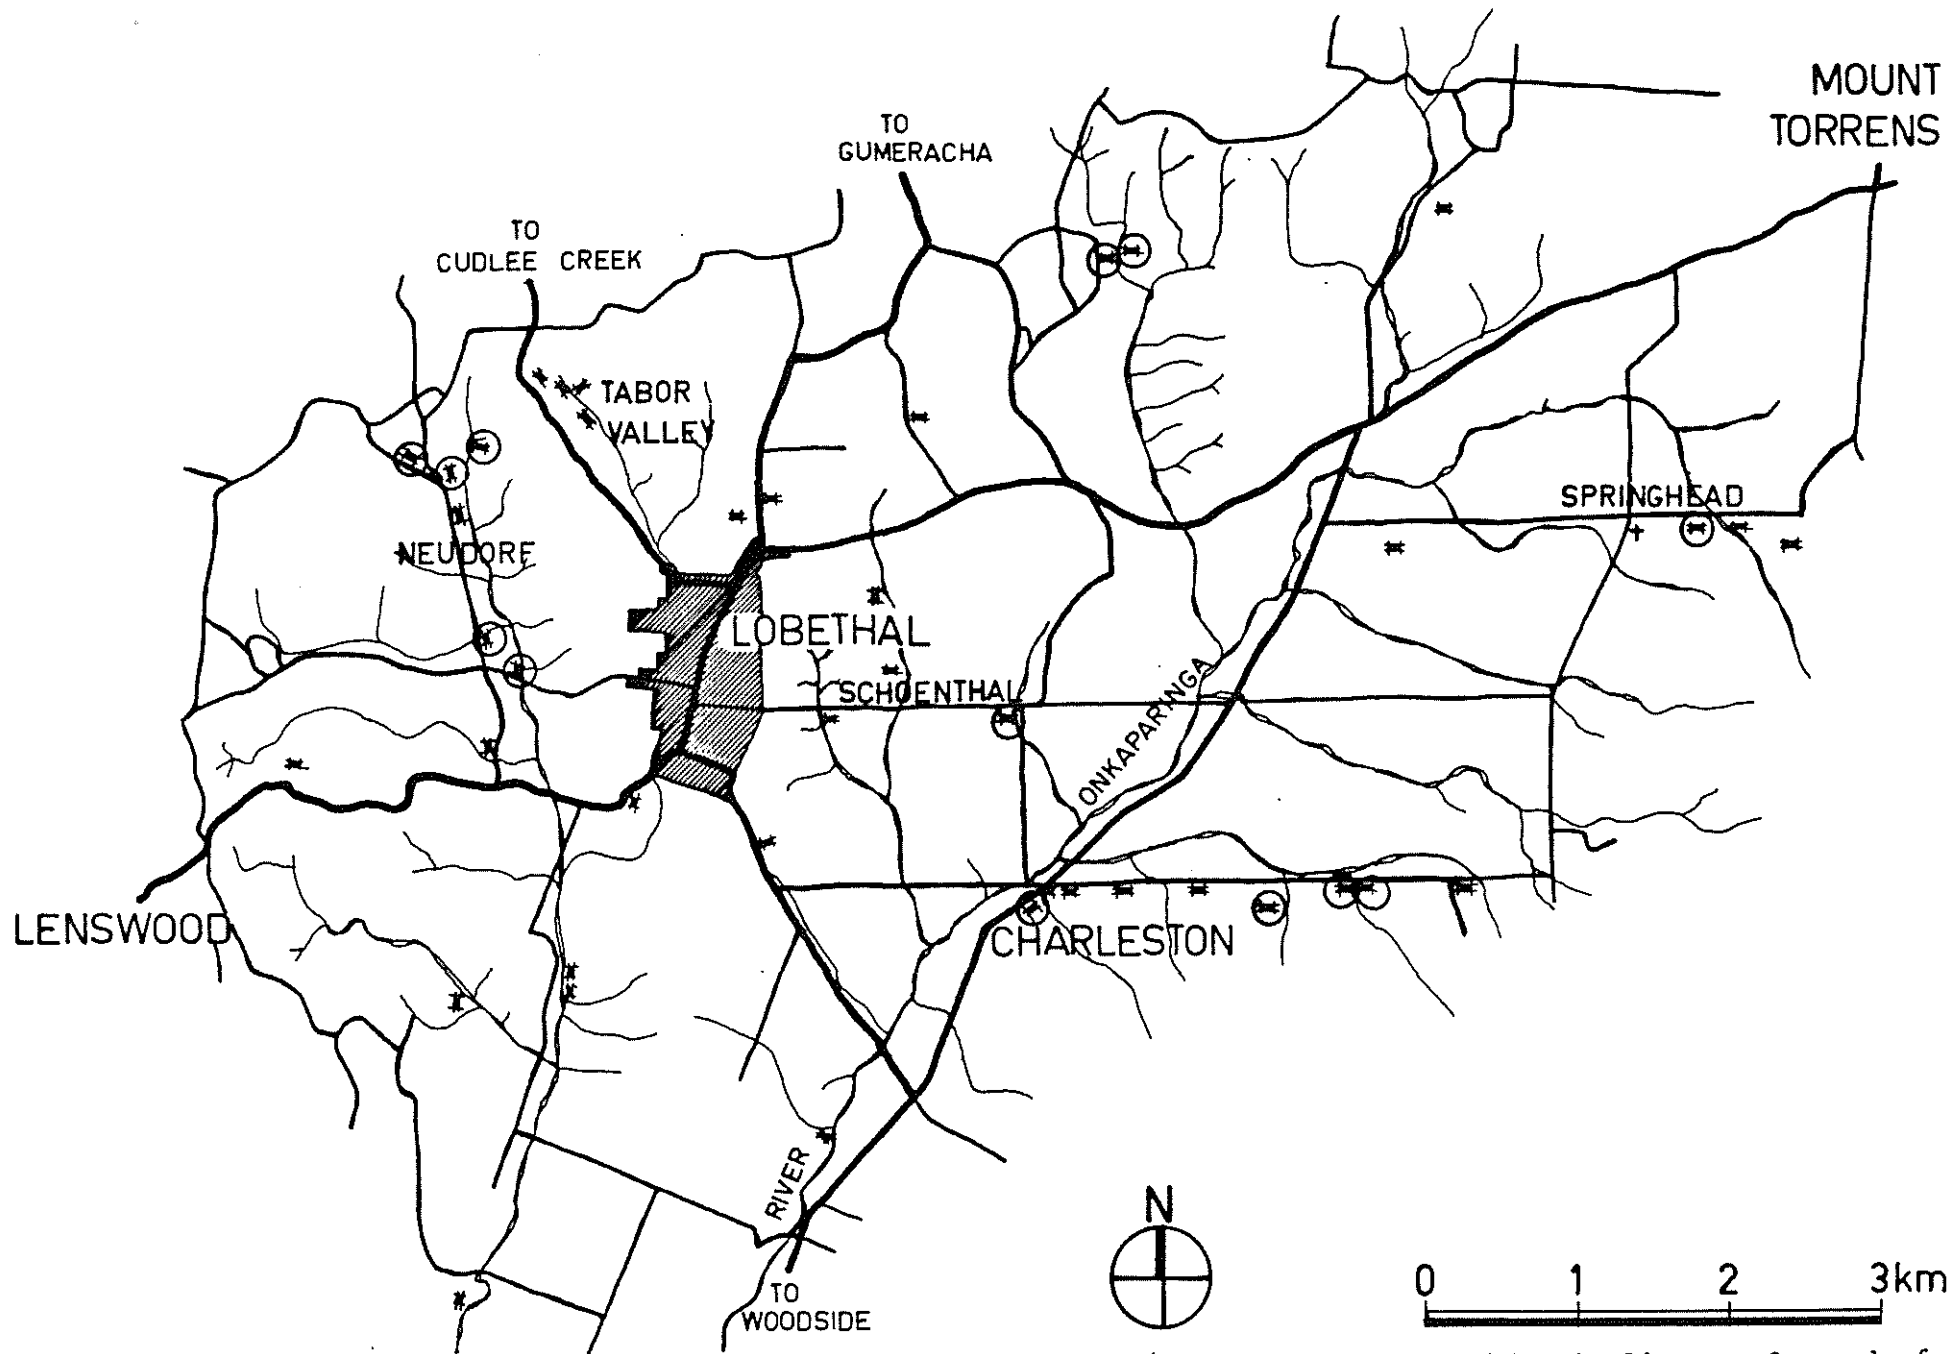 MOUNT
TORRENS
TO
GUMERACHA
TO
CUDLEE CREEK
TABOR
VALLEY
SPRINGHEAD
NEUDORF
LOBETHAL
SCHOENTHAL
ONKAPARINGA
LENSWOOD
CHARLESTON
RIVER
N
0 1 2 3km
TO
WOODSIDE